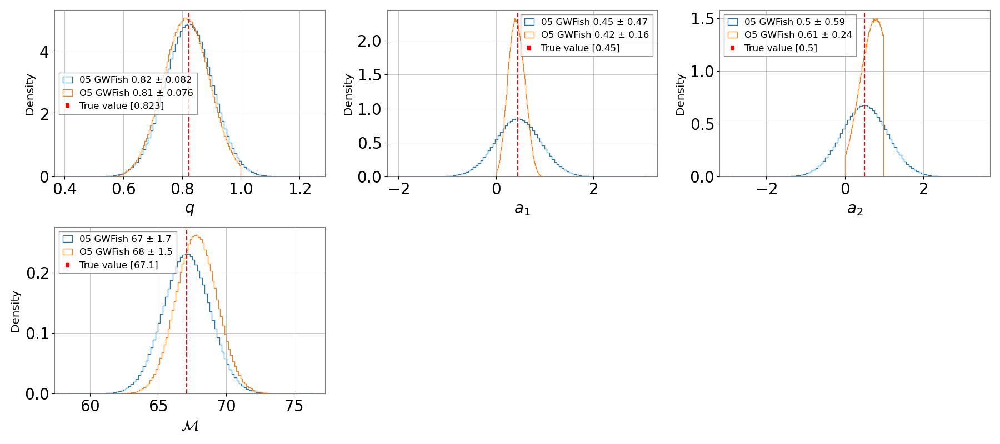 Density
4
2
0
05 GWFish 0.82 ± 0.082
O5 GWFish 0.81 ± 0.076
True value [0.823]
0.4 0.6 0.8 1.0 1.2
q
Density
2.0
1.5
1.0
0.5
0.0
05 GWFish 0.45 ± 0.47
O5 GWFish 0.42 ± 0.16
True value [0.45]
−2 0 2
a₁
Density
1.5
1.0
0.5
0.0
05 GWFish 0.5 ± 0.59
O5 GWFish 0.61 ± 0.24
True value [0.5]
−2 0 2
a₂
Density
0.2
0.1
0.0
05 GWFish 67 ± 1.7
O5 GWFish 68 ± 1.5
True value [67.1]
60 65 70 75
ℳ